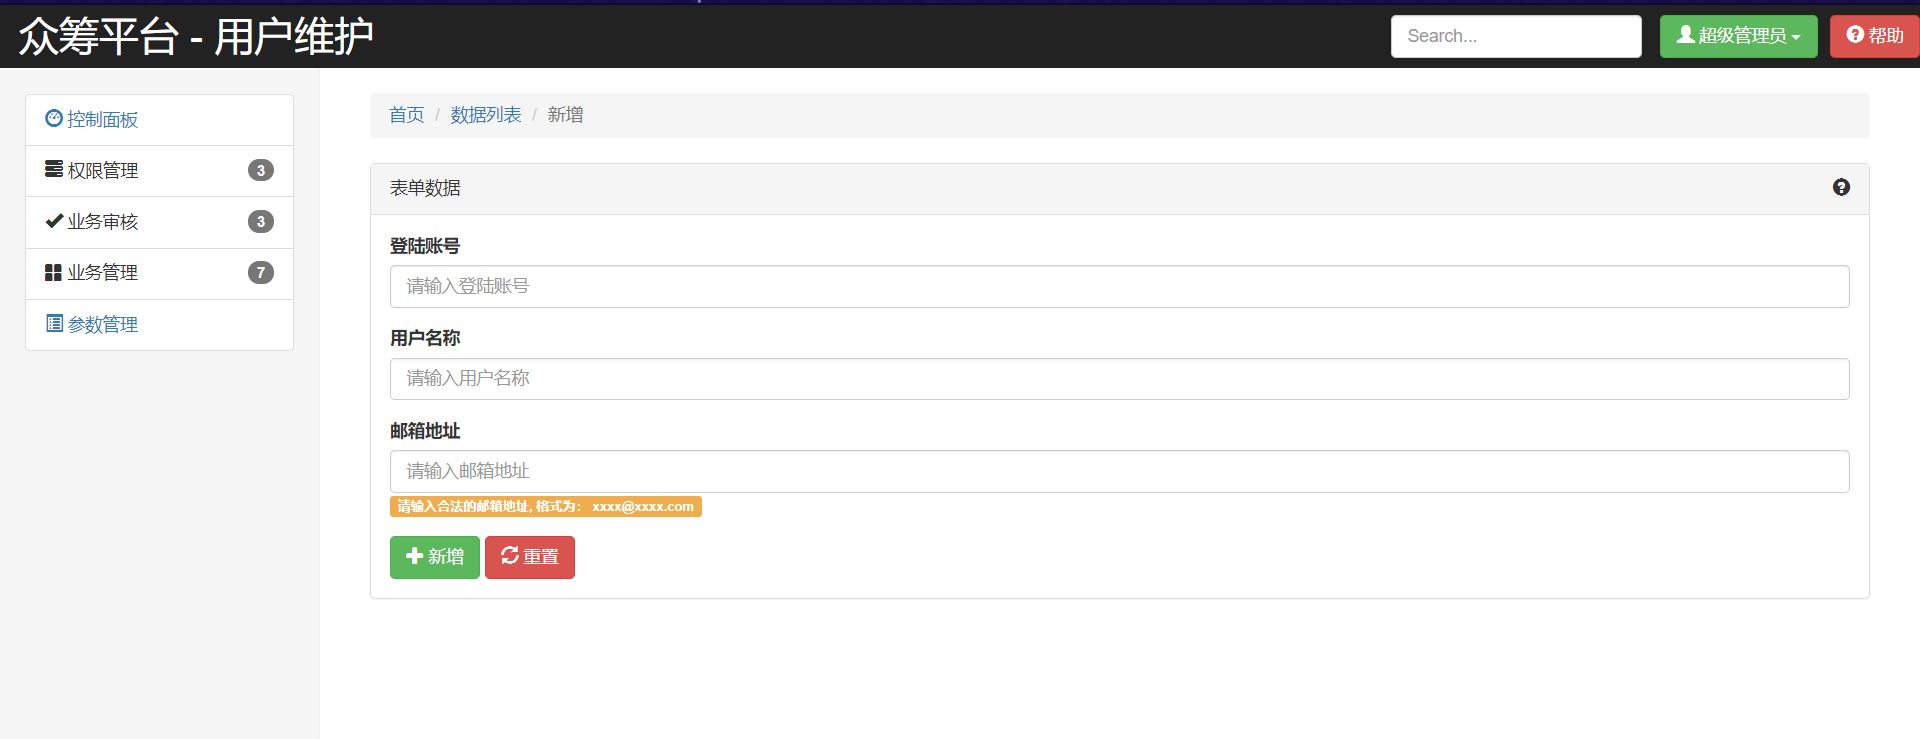 众筹平台 - 用户维护
Search...
超级管理员
帮助
控制面板
权限管理 3
业务审核 3
业务管理 7
参数管理
首页 / 数据列表 / 新增
表单数据
登陆账号
请输入登陆账号
用户名称
请输入用户名称
邮箱地址
请输入邮箱地址
请输入合法的邮箱地址, 格式为： xxxx@xxxx.com
新增 重置